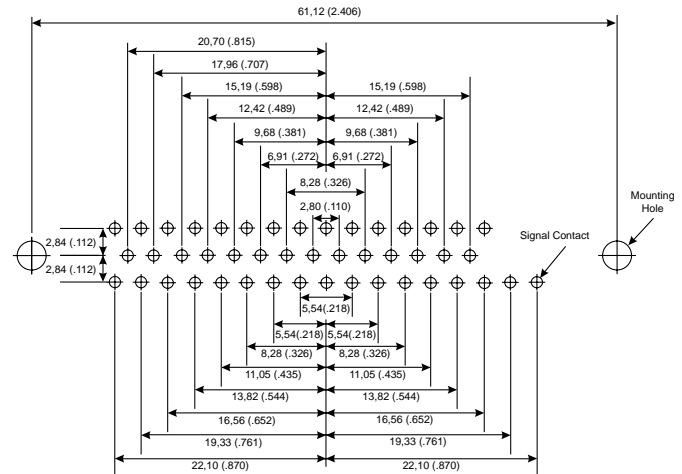 61,12 (2.406)
20,70 (.815)
17,96 (.707)
15,19 (.598) 15,19 (.598)
12,42 (.489) 12,42 (.489)
9,68 (.381) 9,68 (.381)
6,91 (.272) 6,91 (.272)
8,28 (.326)
2,80 (.110)
Mounting
Hole
Signal Contact
2,84 (.112)
2,84 (.112)
5,54(.218)
5,54(.218) 5,54(.218)
8,28 (.326) 8,28 (.326)
11,05 (.435) 11,05 (.435)
13,82 (.544) 13,82 (.544)
16,56 (.652) 16,56 (.652)
19,33 (.761) 19,33 (.761)
22,10 (.870) 22,10 (.870)